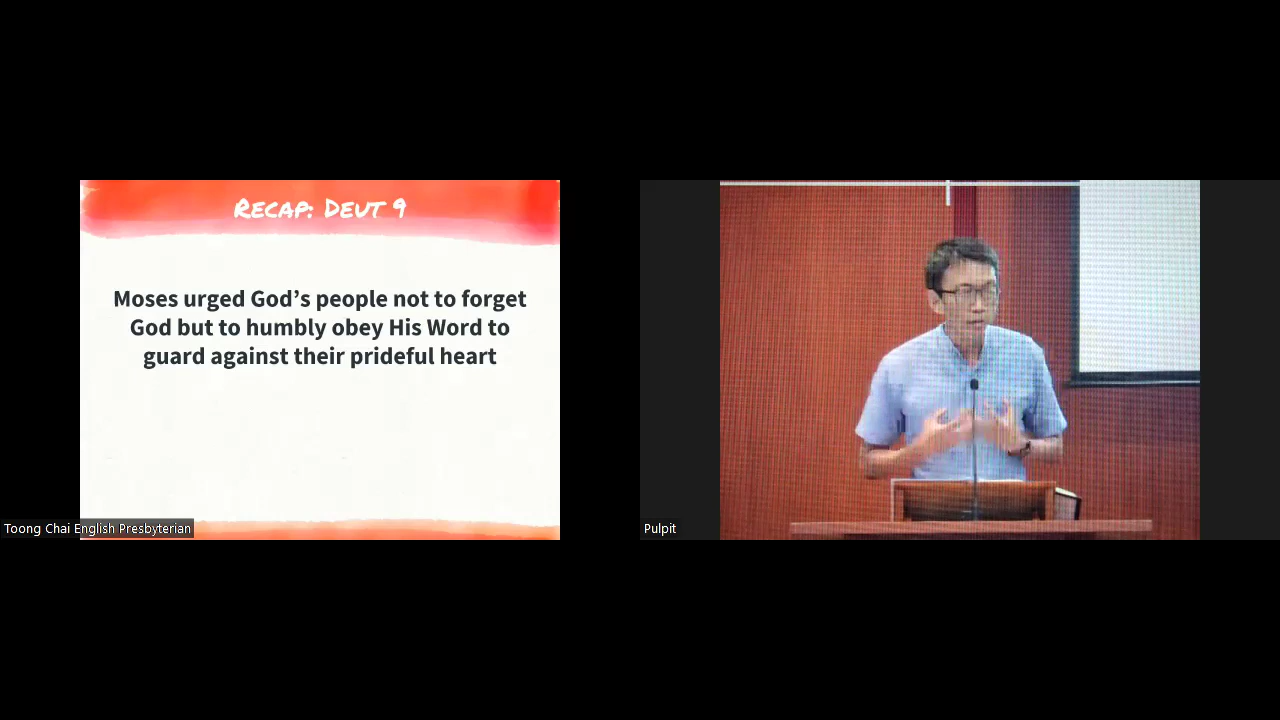 Recap: Deut 9
Moses urged God’s people not to forget
God but to humbly obey His Word to
guard against their prideful heart
Toong Chai English Presbyterian
Pulpit